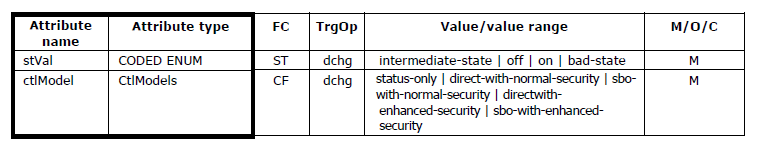 Attribute name Attribute type FC TrgOp Value/value range M/O/C
stVal CODED ENUM ST dchg intermediate-state | off | on | bad-state M
ctlModel CtlModels CF dchg status-only | direct-with-normal-security | sbo- M
with-normal-security | directwith-
enhanced-security | sbo-with-enhanced-
security